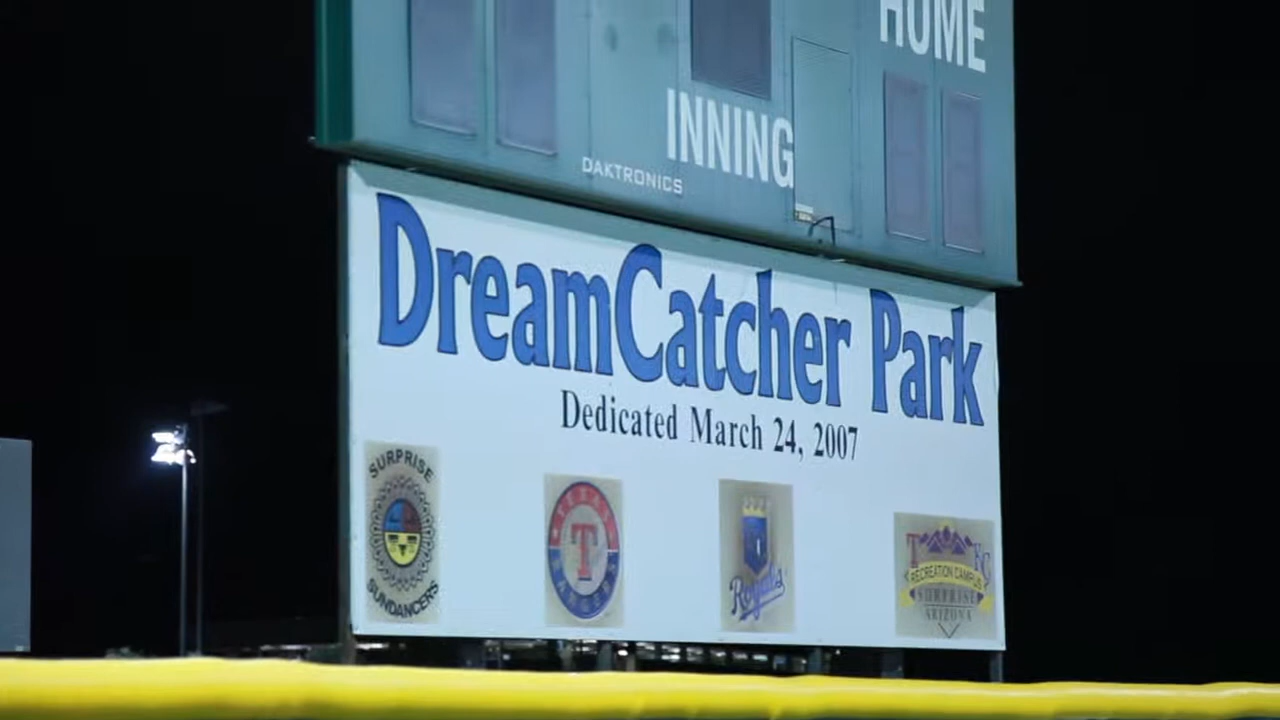 HOME
INNING
DAKTRONICS
DreamCatcher Park
Dedicated March 24, 2007
SURPRISE
SUNDANCERS
TEXAS
T
RANGERS
Royals
RECREATION CAMPUS
SURPRISE
ARIZONA